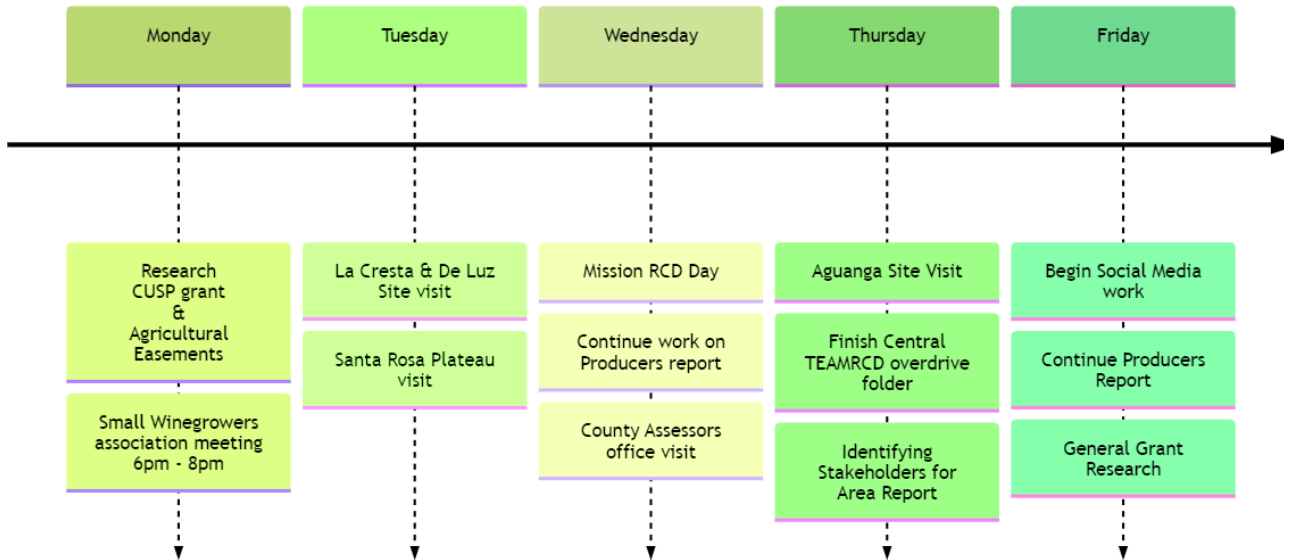 Monday
Tuesday
Wednesday
Thursday
Friday
Research
CUSP grant
&
Agricultural
Easements
Small Winegrowers
association meeting
6pm - 8pm
La Cresta & De Luz
Site visit
Santa Rosa Plateau
visit
Mission RCD Day
Continue work on
Producers report
County Assessors
office visit
Aguanga Site Visit
Finish Central
TEAMRCD overdrive
folder
Identifying
Stakeholders for
Area Report
Begin Social Media
work
Continue Producers
Report
General Grant
Research